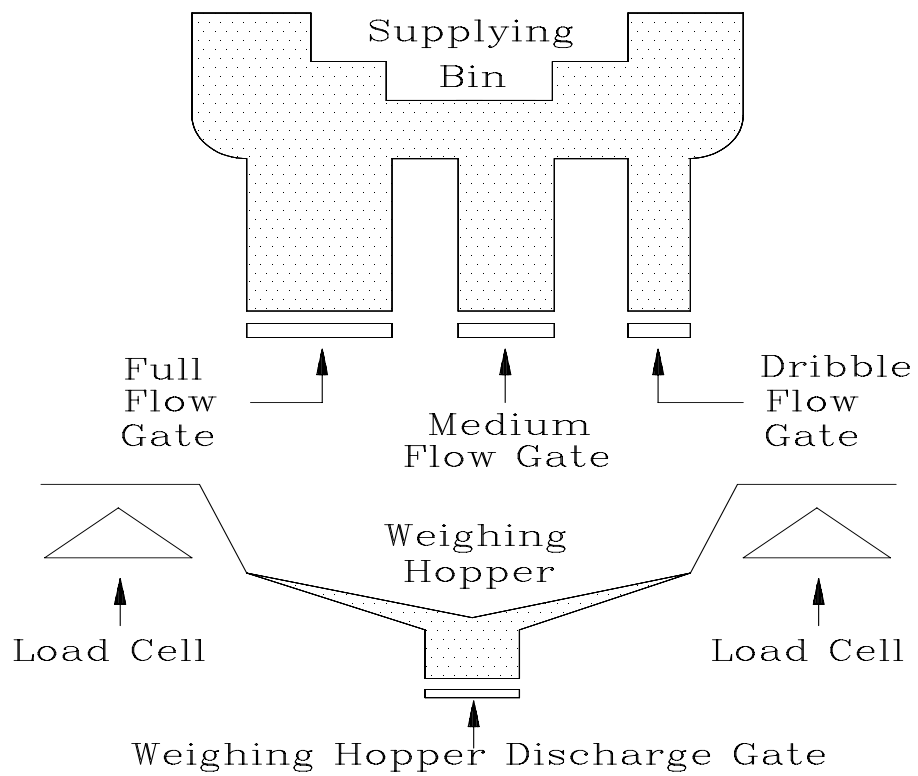 Supplying
Bin
Full
Flow
Gate
Medium
Flow Gate
Dribble
Flow
Gate
Weighing
Hopper
Load Cell
Load Cell
Weighing Hopper Discharge Gate